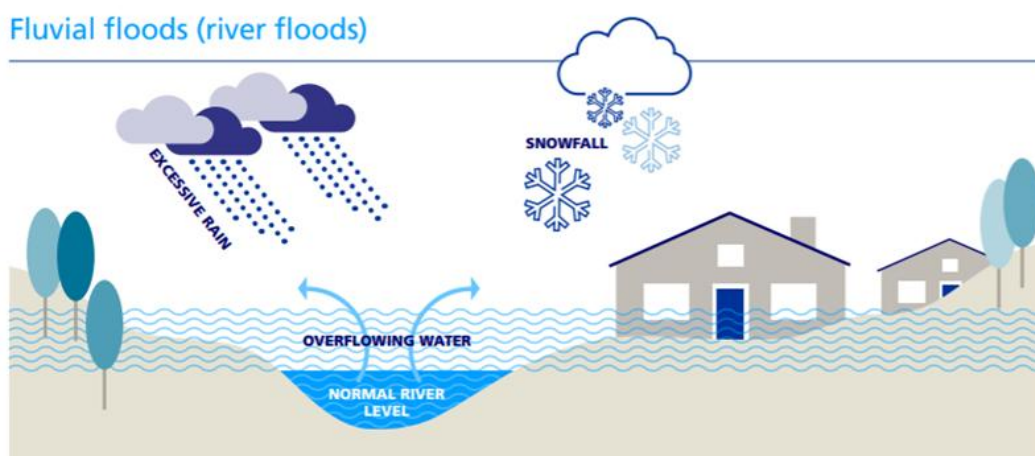 Fluvial floods (river floods)
EXCESSIVE RAIN
SNOWFALL
OVERFLOWING WATER
NORMAL RIVER
LEVEL